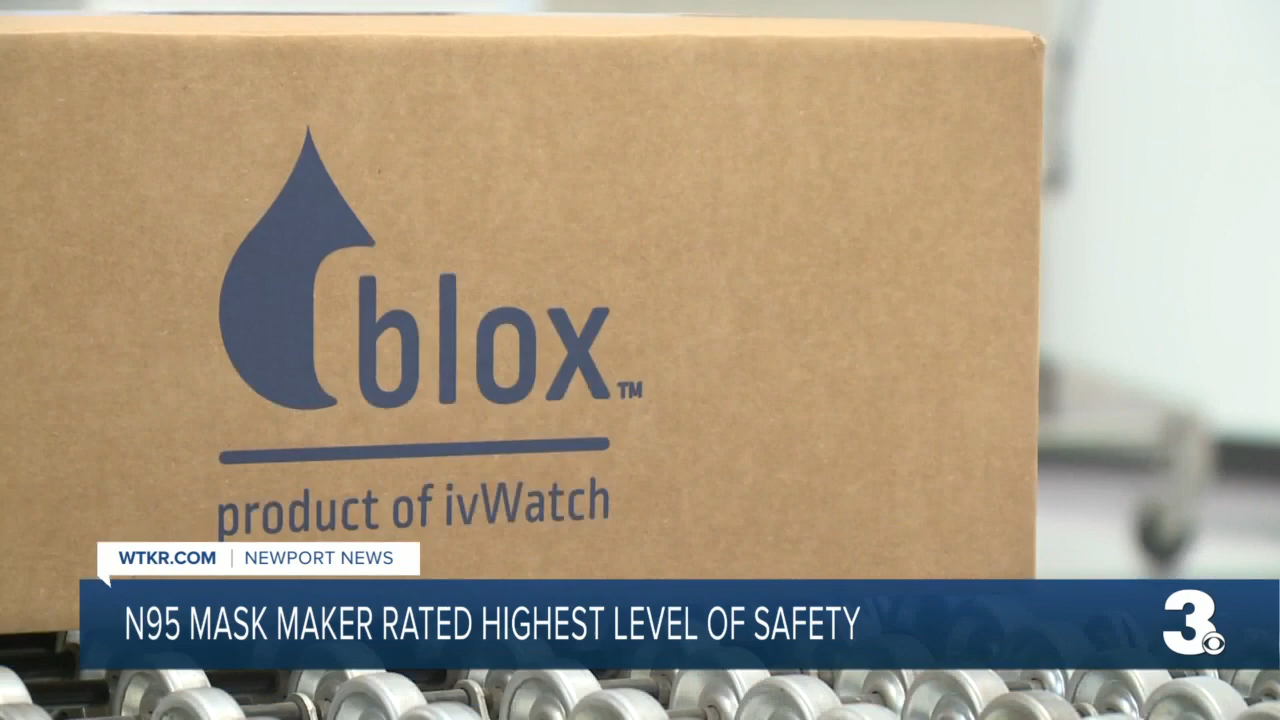 blox™
product of ivWatch
WTKR.COM | NEWPORT NEWS
N95 MASK MAKER RATED HIGHEST LEVEL OF SAFETY
3